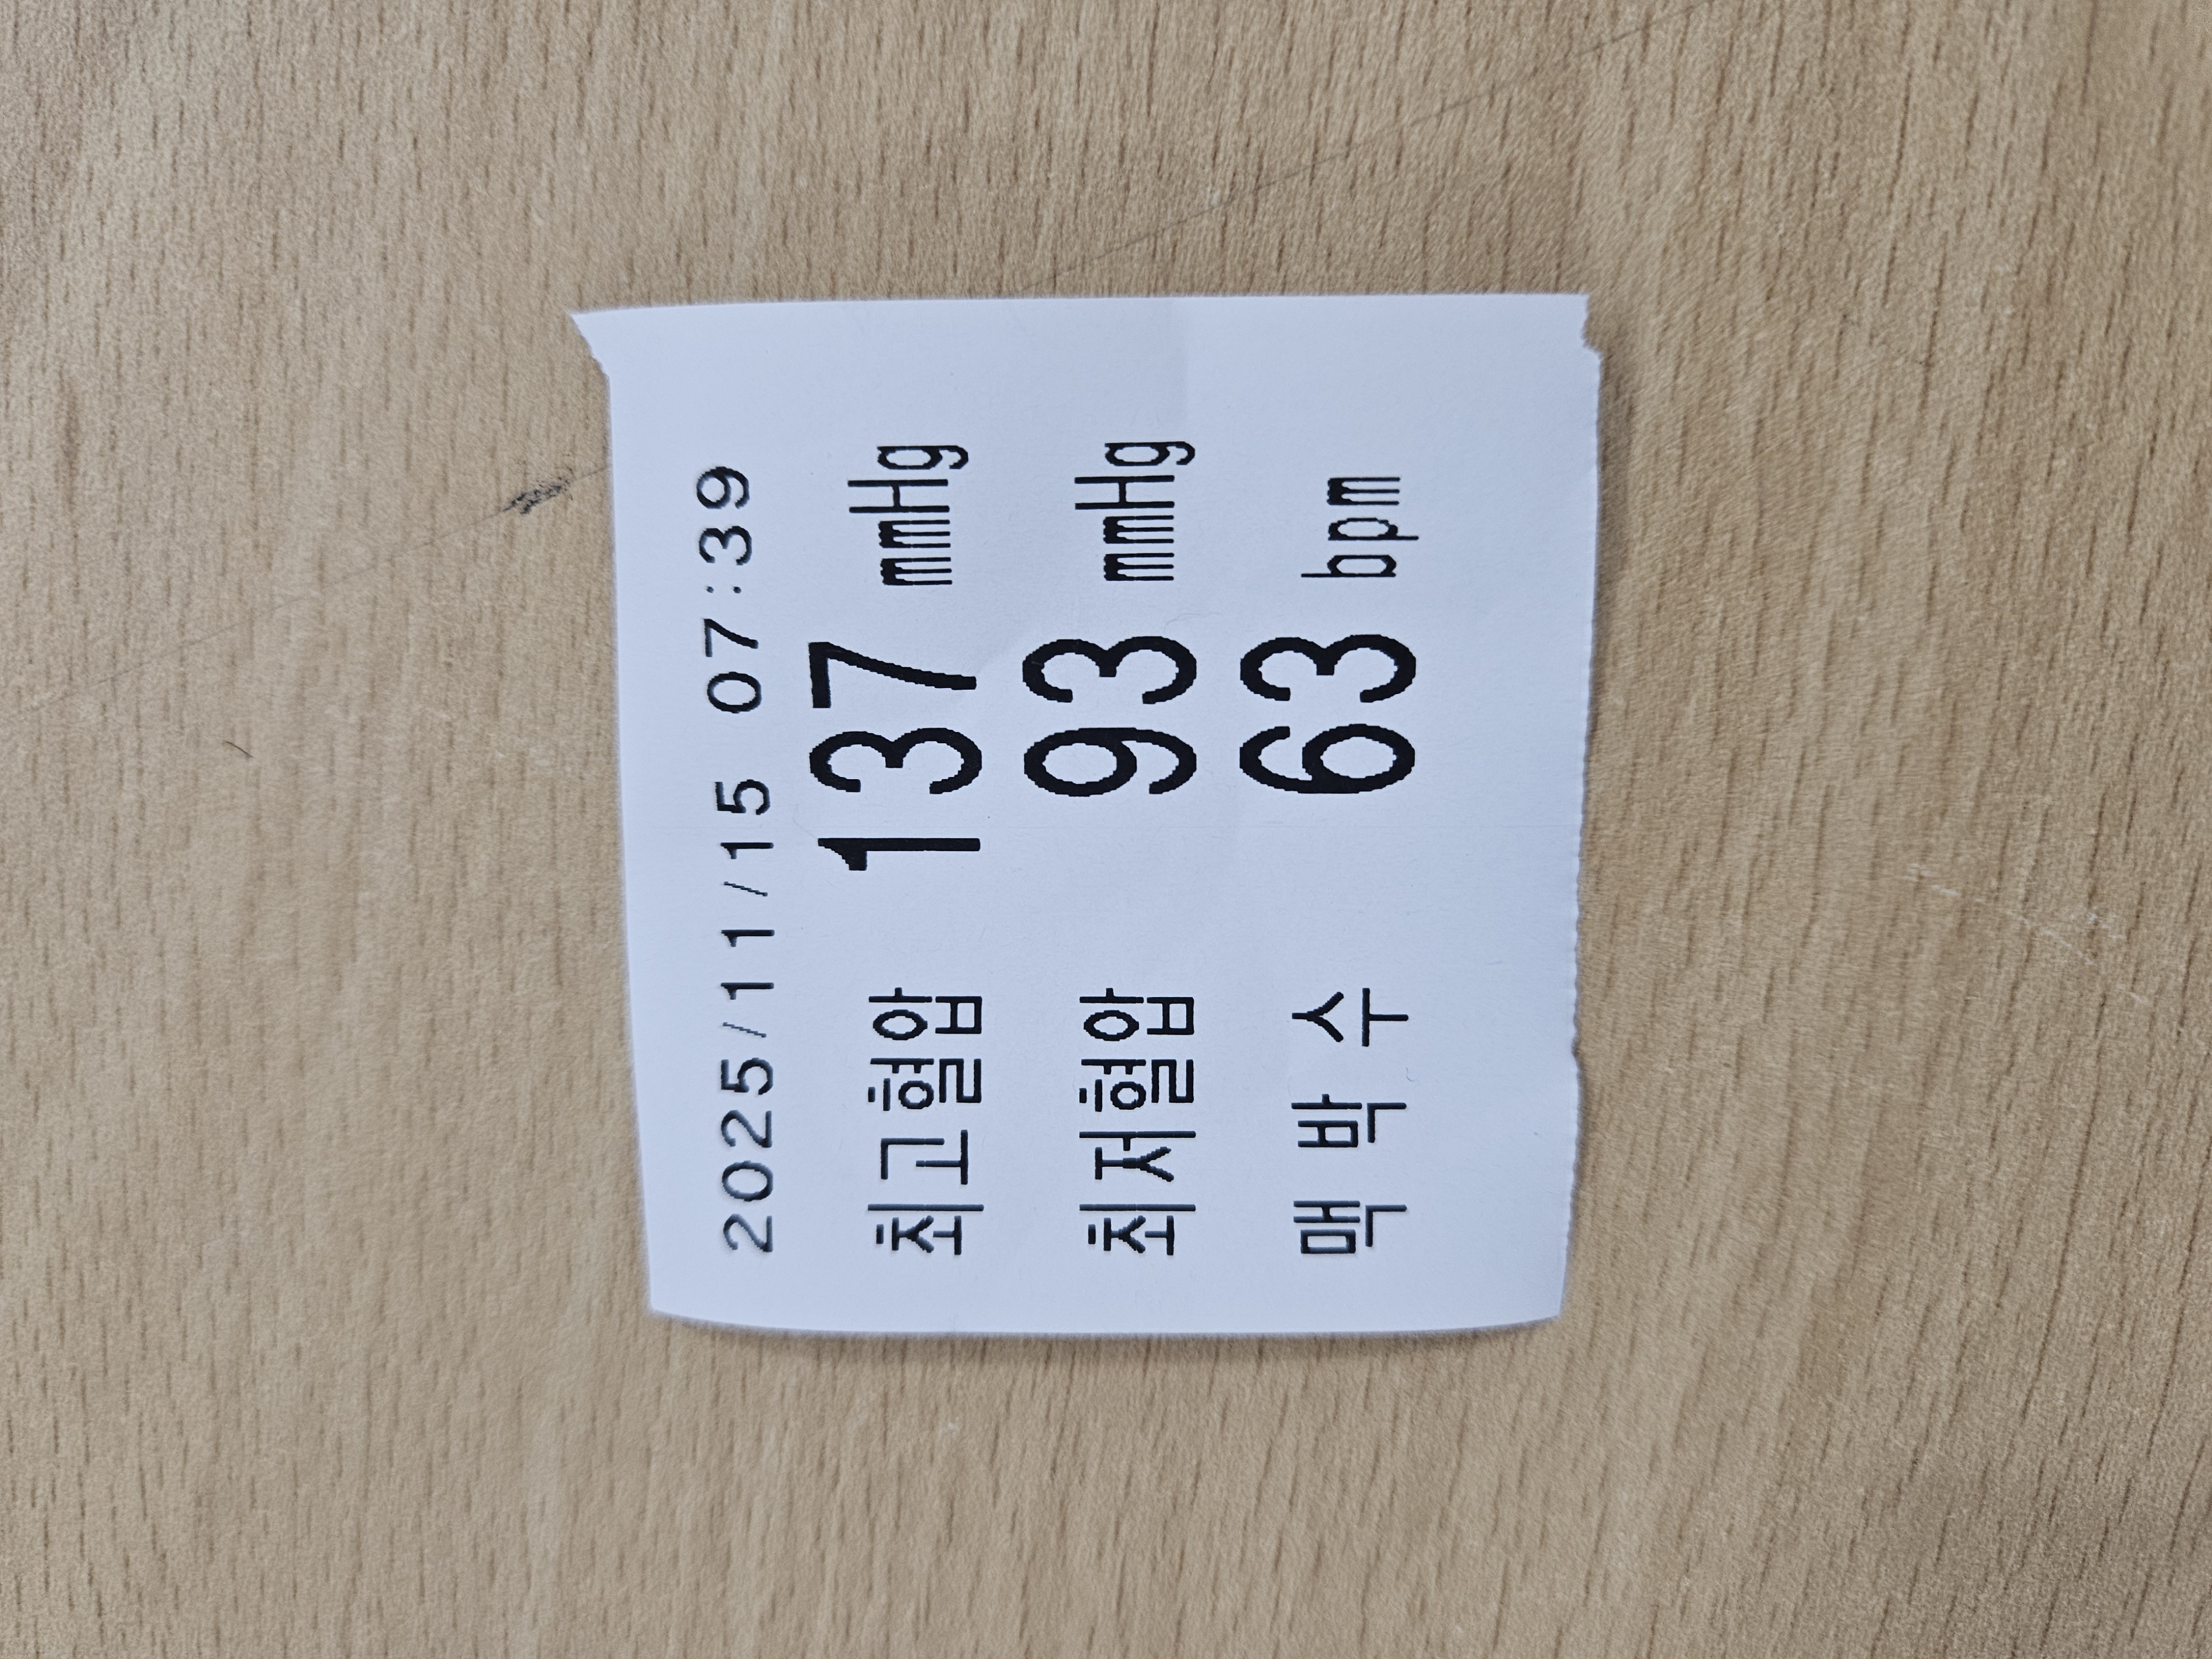 2025/11/15 07:39
최고혈압 137 mmHg
최저혈압 93 mmHg
맥 박 수 63 bpm